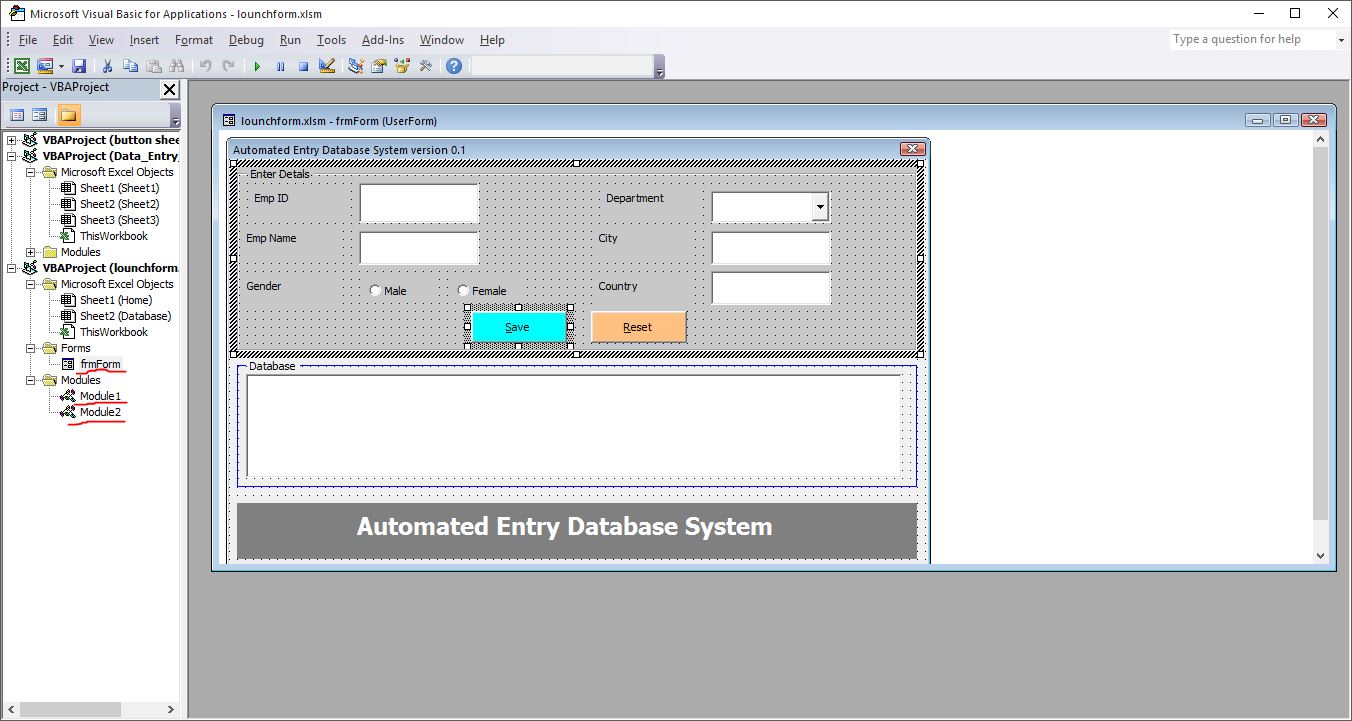 Microsoft Visual Basic for Applications - lounchform.xlsm
File Edit View Insert Format Debug Run Tools Add-Ins Window Help
Type a question for help
Project - VBAProject
VBAProject (button shee
VBAProject (Data_Entry_
Microsoft Excel Objects
Sheet1 (Sheet1)
Sheet2 (Sheet2)
Sheet3 (Sheet3)
ThisWorkbook
Modules
VBAProject (lounchform.
Microsoft Excel Objects
Sheet1 (Home)
Sheet2 (Database)
ThisWorkbook
Forms
frmForm
Modules
Module1
Module2
lounchform.xlsm - frmForm (UserForm)
Automated Entry Database System version 0.1
Enter Detals
Emp ID
Department
Emp Name
City
Gender
Male
Female
Country
Save
Reset
Database
Automated Entry Database System